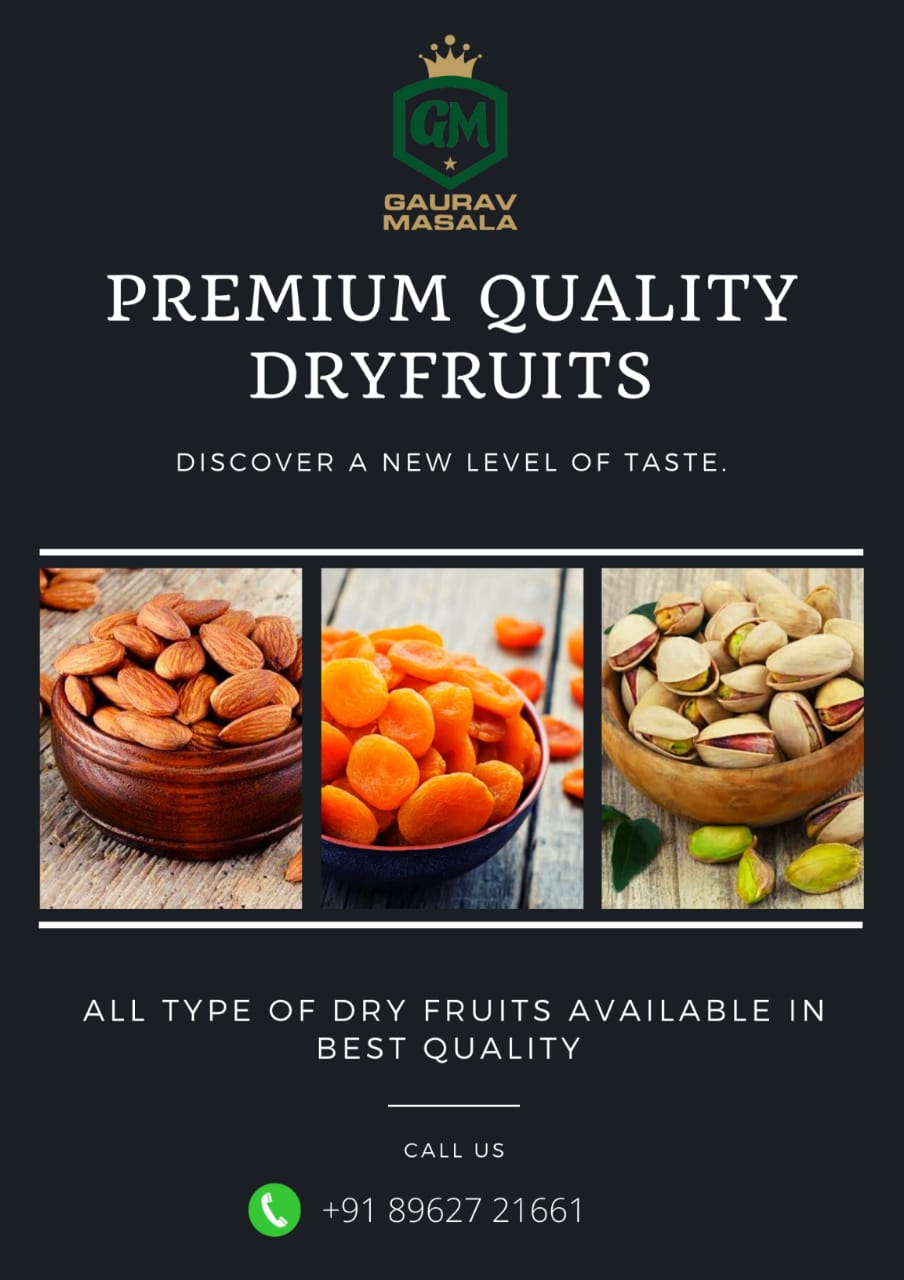 GM
GAURAV
MASALA
PREMIUM QUALITY
DRYFRUITS
DISCOVER A NEW LEVEL OF TASTE.
ALL TYPE OF DRY FRUITS AVAILABLE IN
BEST QUALITY
CALL US
+91 89627 21661